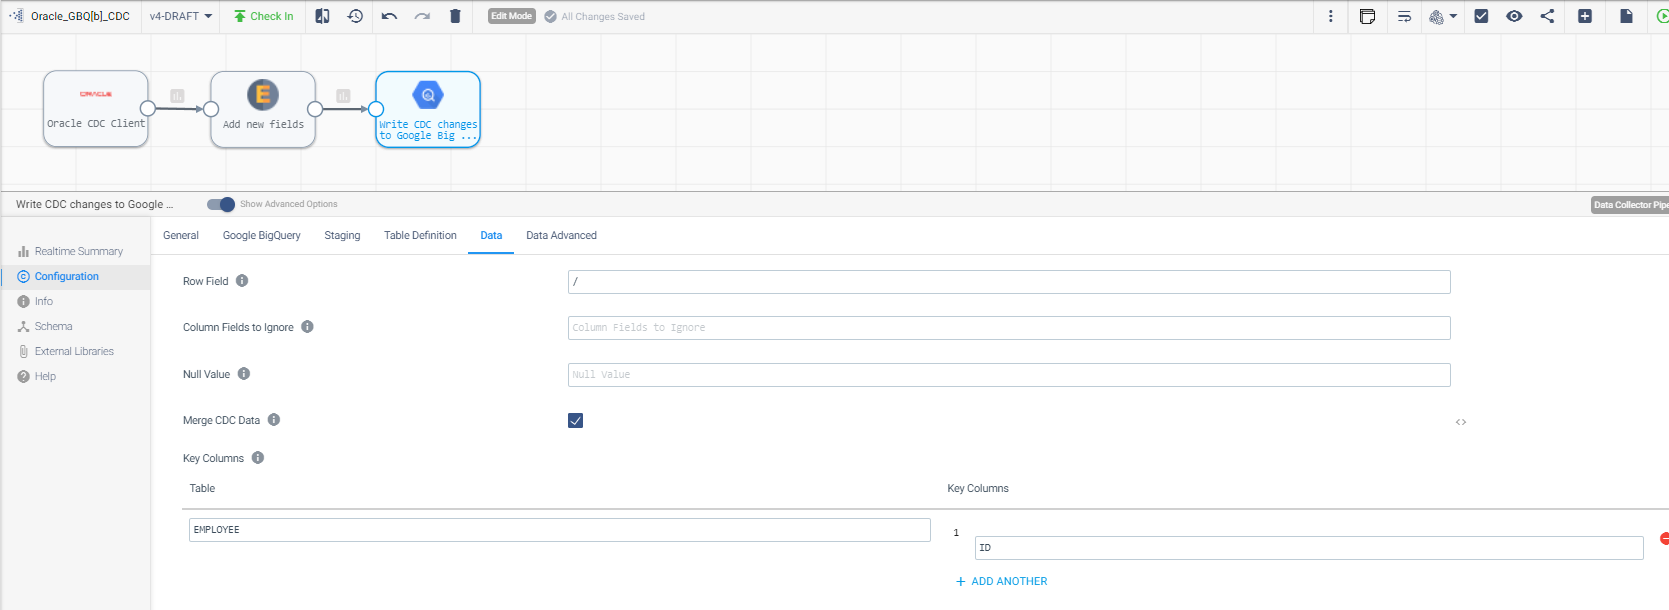 Oracle_GBQ[b]_CDC
v4-DRAFT
Check In
Edit Mode
All Changes Saved
ORACLE
Oracle CDC Client
E
Add new fields
Write CDC changes
to Google Big ...
Write CDC changes to Google ...
Show Advanced Options
Data Collector Pipe
Realtime Summary
Configuration
Info
Schema
External Libraries
Help
General
Google BigQuery
Staging
Table Definition
Data
Data Advanced
Row Field
/
Column Fields to Ignore
Column Fields to Ignore
Null Value
Null Value
Merge CDC Data
<>
Key Columns
Table
Key Columns
EMPLOYEE
1
ID
+ ADD ANOTHER